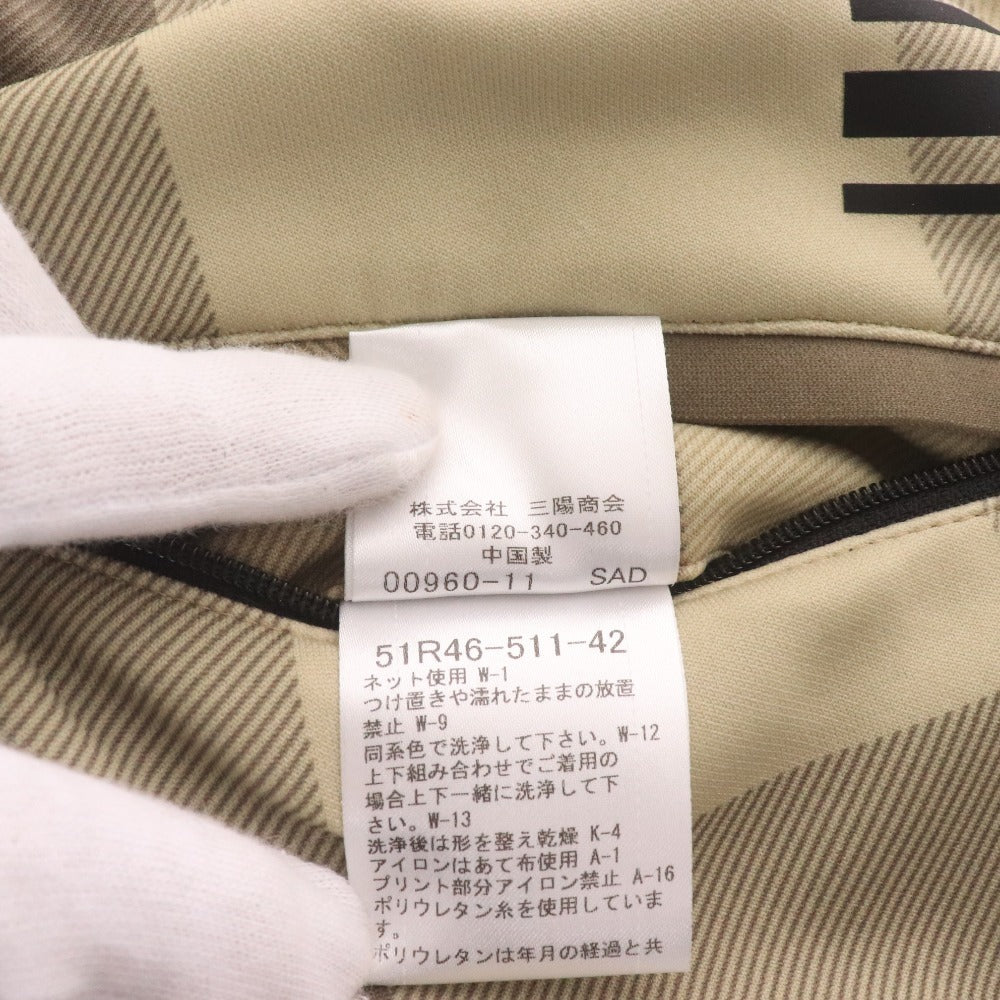 株式会社 三陽商会
電話0120-340-460
中国製
00960-11 SAD
51R46-511-42
ネット使用 W-1
つけ置きや濡れたままの放置
禁止 W-9
同系色で洗浄して下さい。W-12
上下組み合わせでご着用の
場合上下一緒に洗浄して下
さい。W-13
洗浄後は形を整え乾燥 K-4
アイロンはあて布使用 A-1
プリント部分アイロン禁止 A-16
ポリウレタン糸を使用していま
す。
ポリウレタンは年月の経過と共